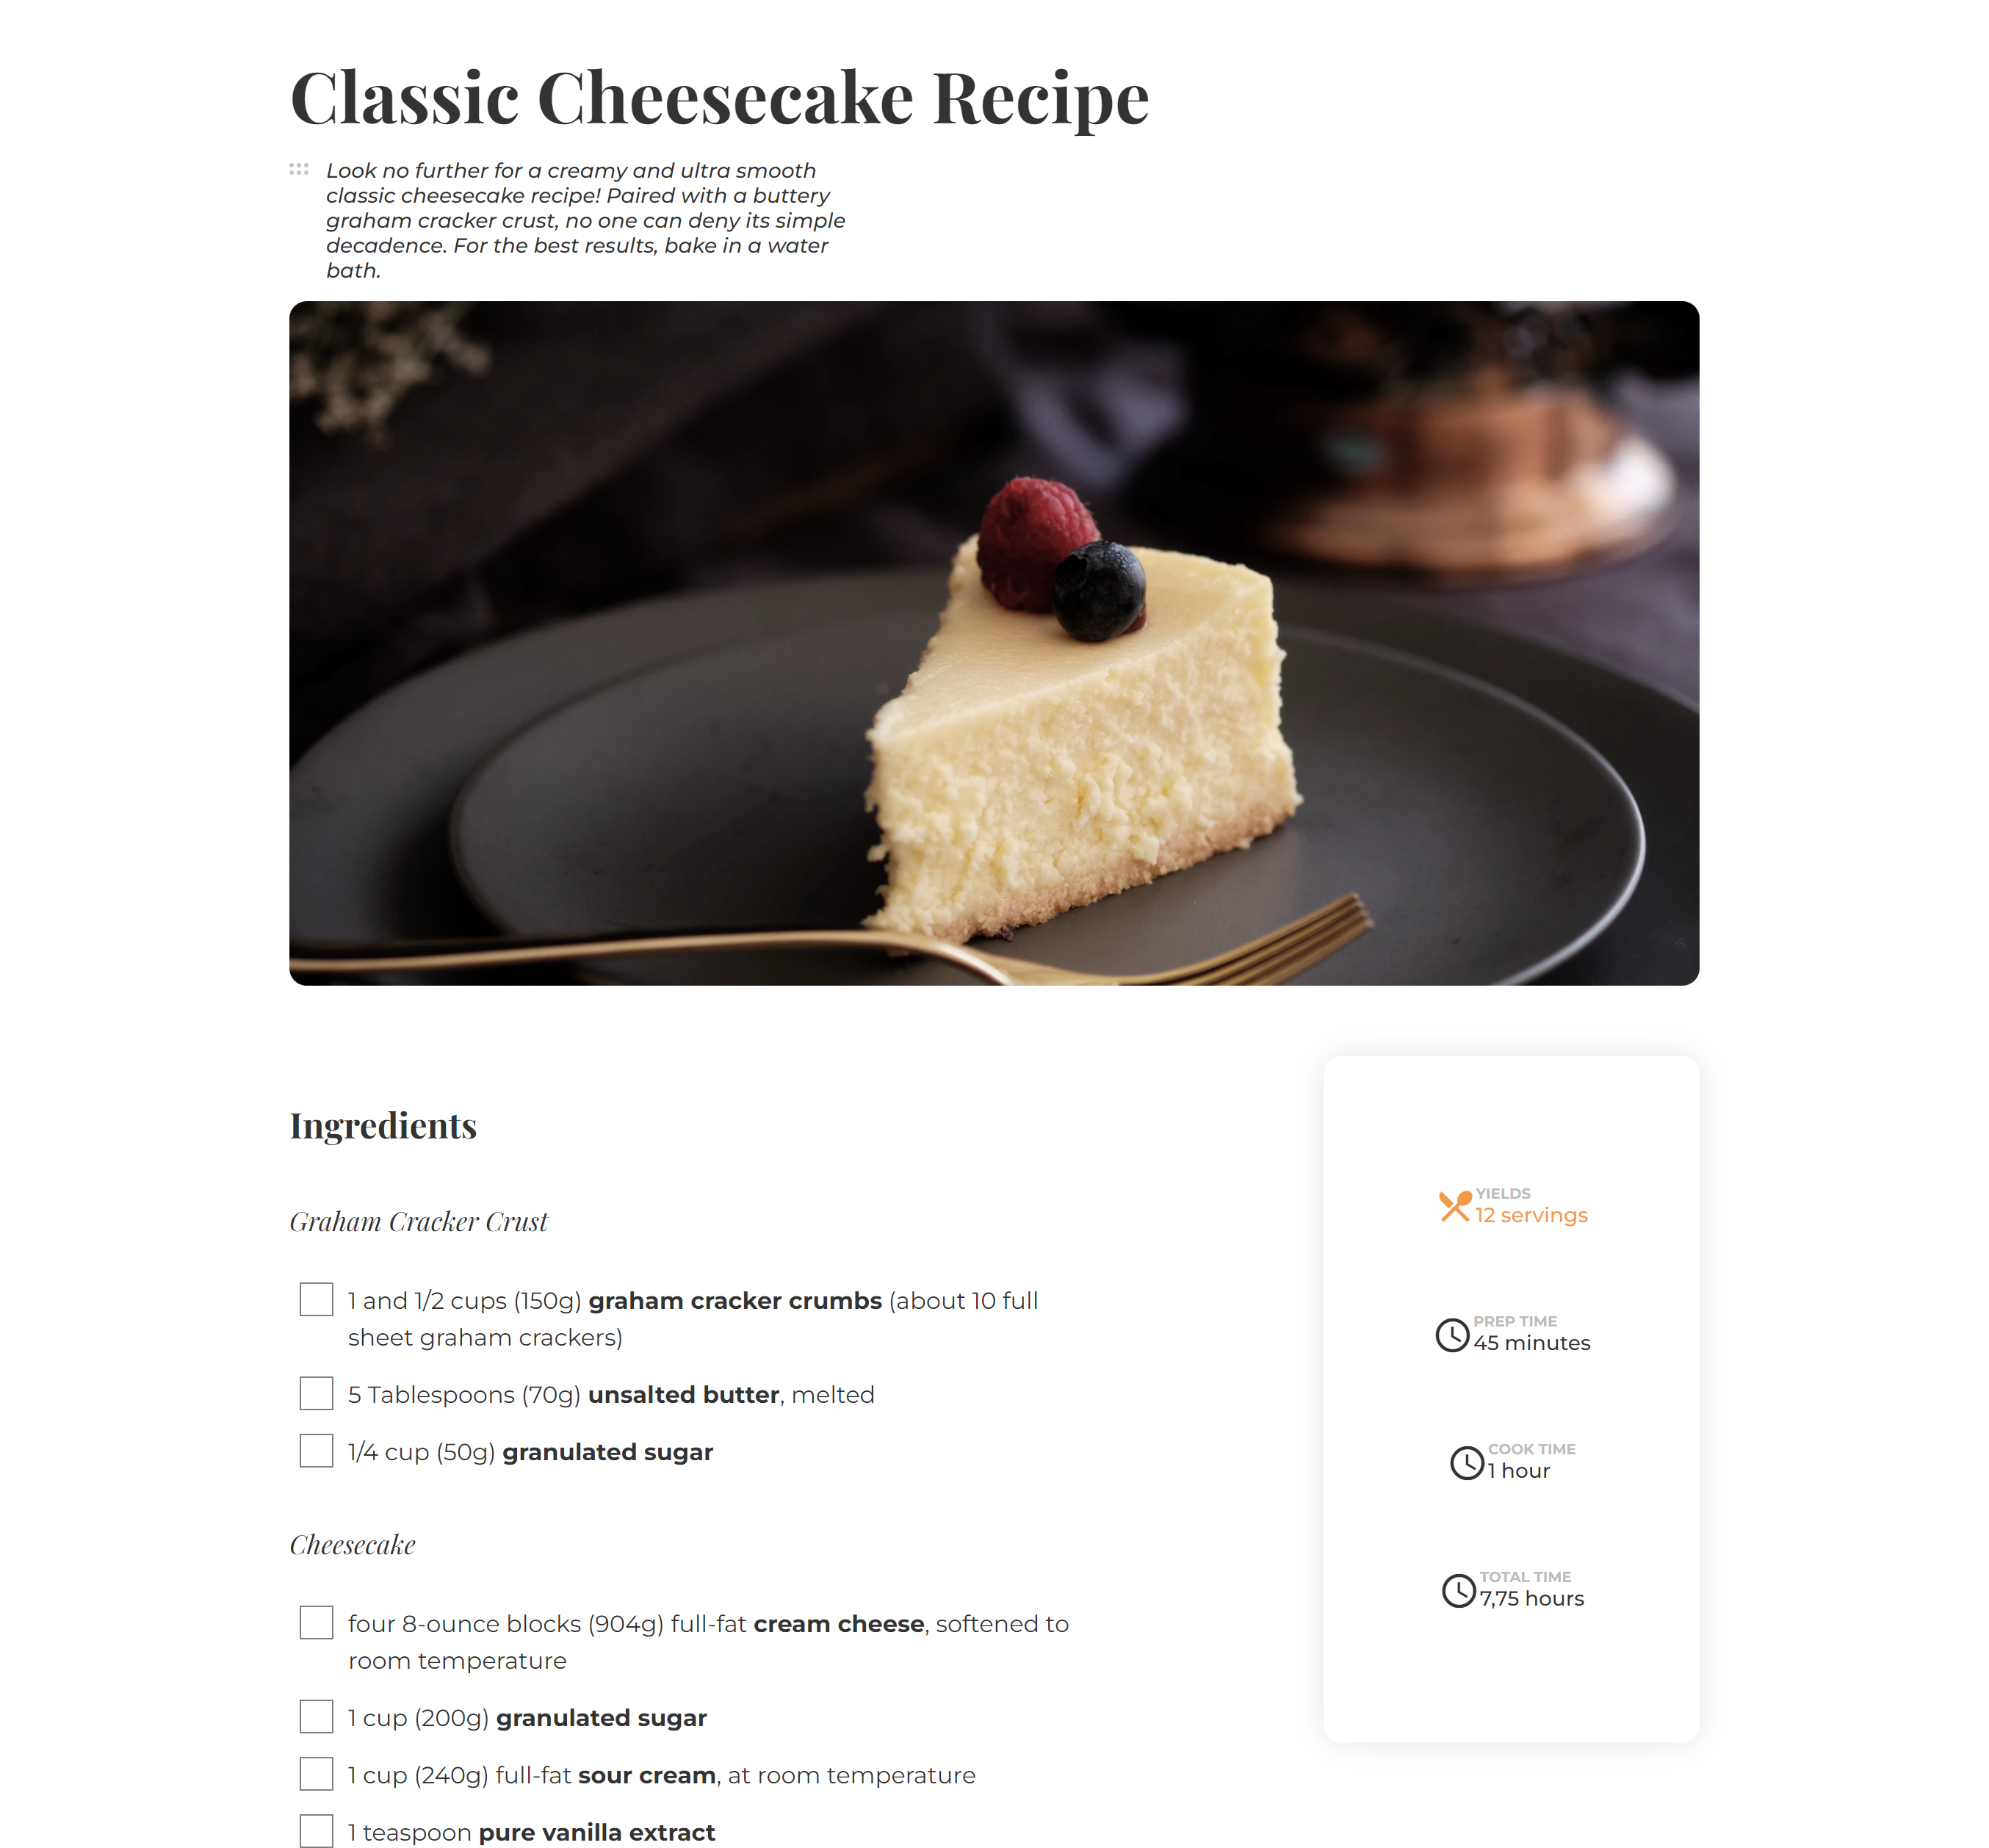 Classic Cheesecake Recipe
Look no further for a creamy and ultra smooth
classic cheesecake recipe! Paired with a buttery
graham cracker crust, no one can deny its simple
decadence. For the best results, bake in a water
bath.
Ingredients
Graham Cracker Crust
1 and 1/2 cups (150g) graham cracker crumbs (about 10 full
sheet graham crackers)
5 Tablespoons (70g) unsalted butter, melted
1/4 cup (50g) granulated sugar
Cheesecake
four 8-ounce blocks (904g) full-fat cream cheese, softened to
room temperature
1 cup (200g) granulated sugar
1 cup (240g) full-fat sour cream, at room temperature
1 teaspoon pure vanilla extract
YIELDS
12 servings
PREP TIME
45 minutes
COOK TIME
1 hour
TOTAL TIME
7,75 hours